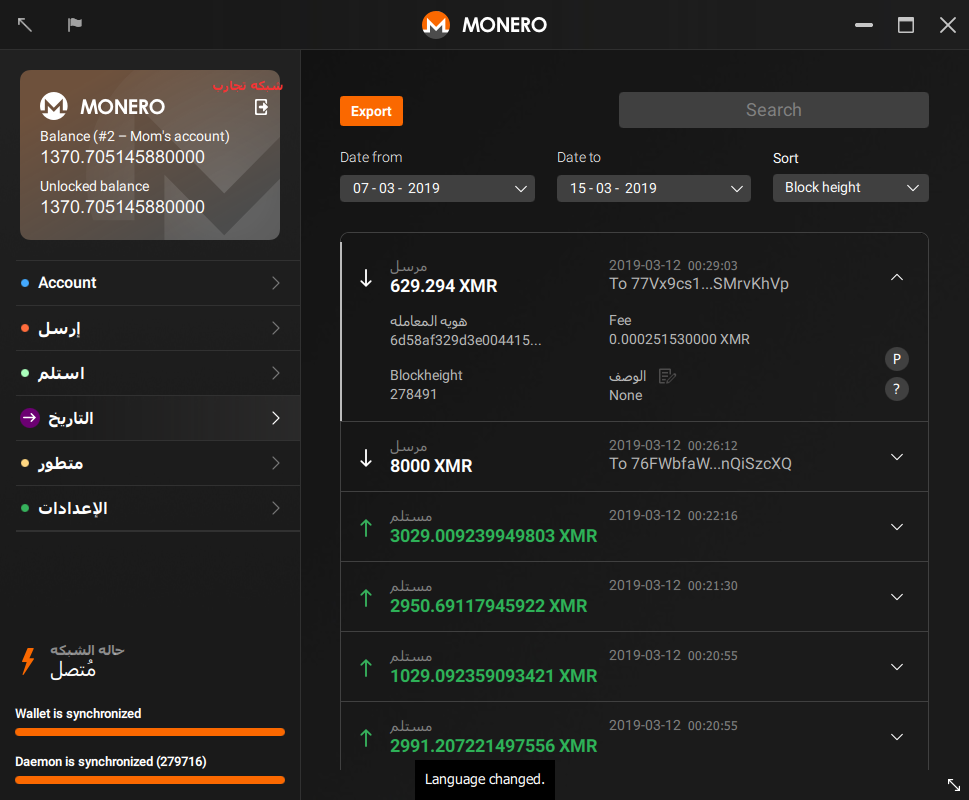 MONERO
شبكه تجارب
MONERO
Balance (#2 – Mom's account)
1370.705145880000
Unlocked balance
1370.705145880000
Account
إرسل
استلم
التاريخ
متطور
الإعدادات
حاله الشبكه
مُتصل
Wallet is synchronized
Daemon is synchronized (279716)
Export
Search
Date from
Date to
Sort
07 - 03 - 2019
15 - 03 - 2019
Block height
مرسل
2019-03-12 00:29:03
629.294 XMR
To 77Vx9cs1...SMrvKhVp
هويه المعامله
Fee
6d58af329d3e004415...
0.000251530000 XMR
P
Blockheight
الوصف
278491
None
?
مرسل
2019-03-12 00:26:12
8000 XMR
To 76FWbfaW...nQiSzcXQ
مستلم
2019-03-12 00:22:16
3029.009239949803 XMR
مستلم
2019-03-12 00:21:30
2950.69117945922 XMR
مستلم
2019-03-12 00:20:55
1029.092359093421 XMR
مستلم
2019-03-12 00:20:55
2991.207221497556 XMR
Language changed.